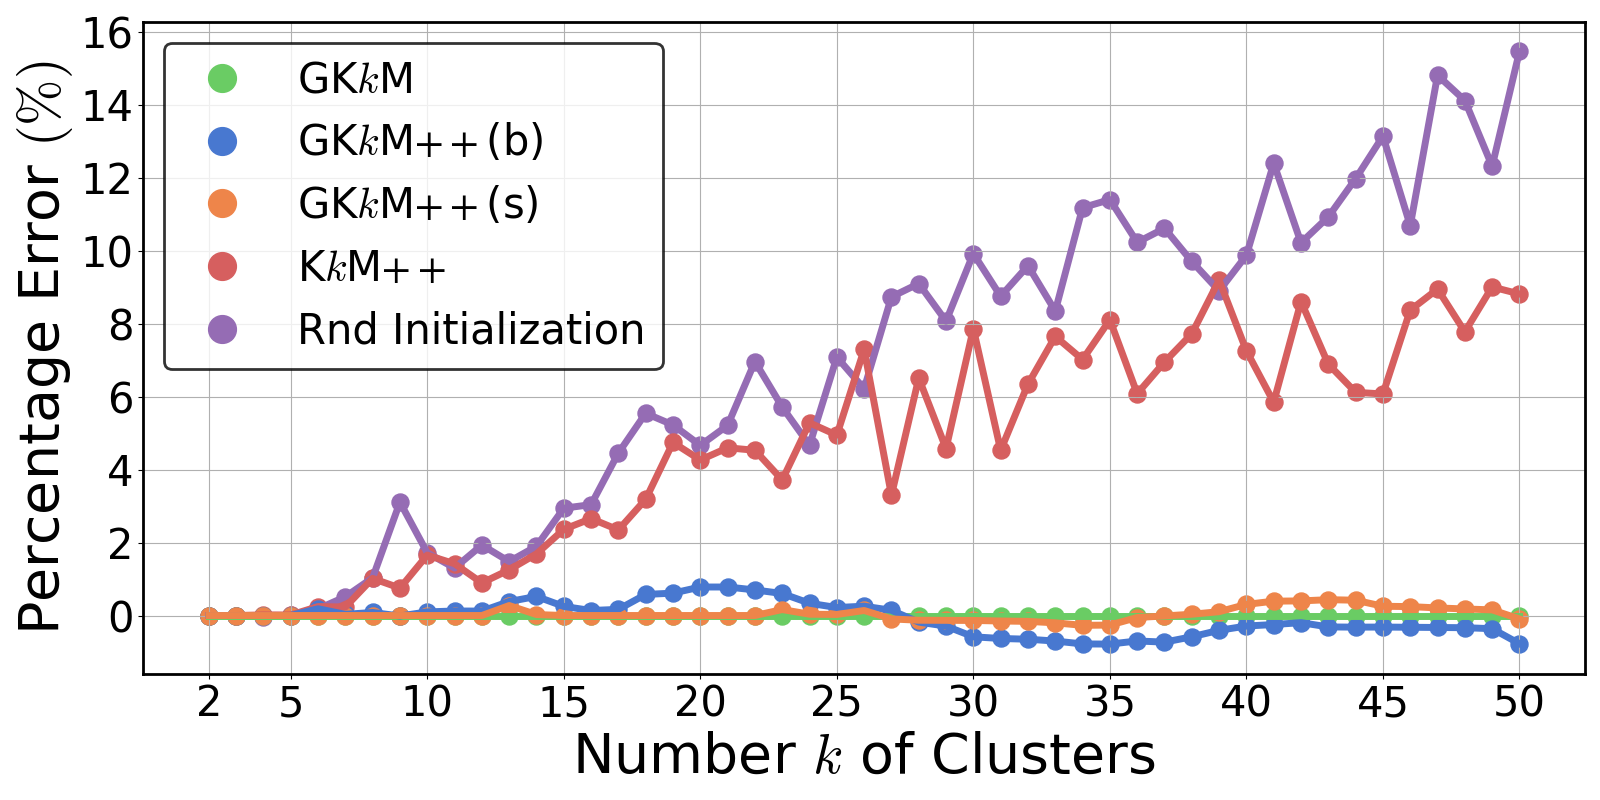 Percentage Error (%)
16
14
12
10
8
6
4
2
0
GKkM
GKkM++(b)
GKkM++(s)
KkM++
Rnd Initialization
2 5 10 15 20 25 30 35 40 45 50
Number k of Clusters